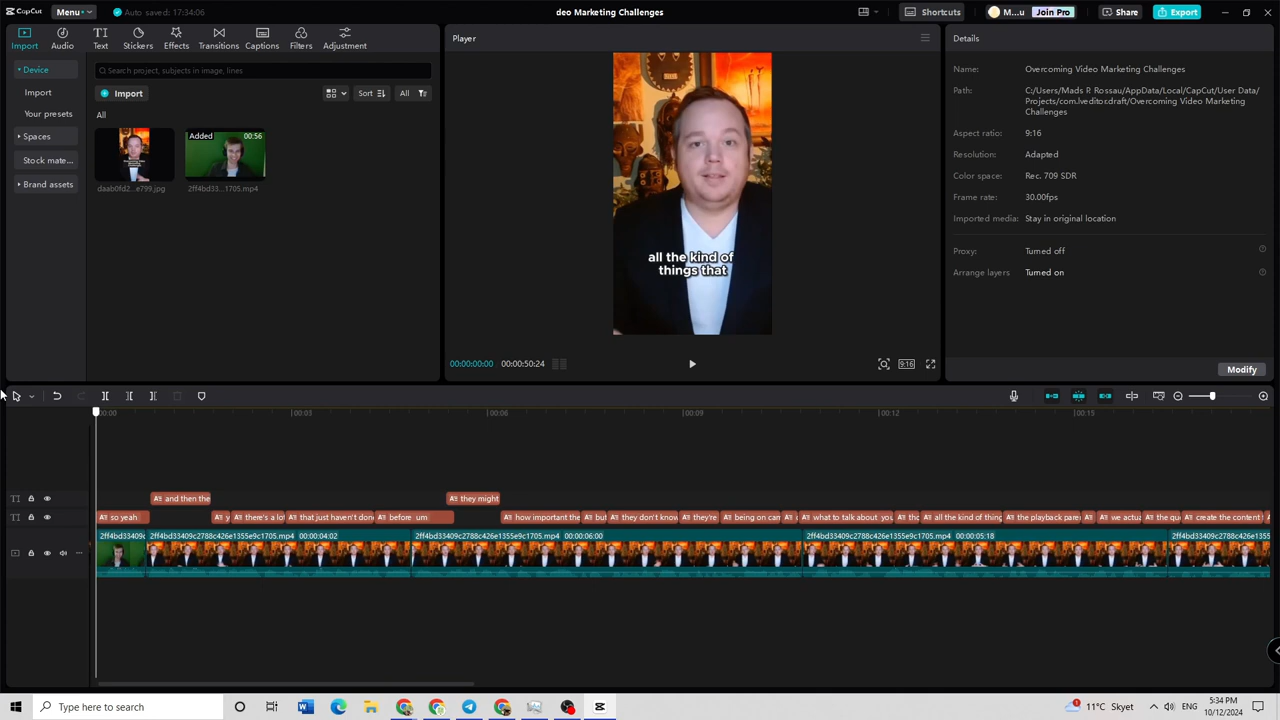 CapCut
Menu
Auto saved: 17:34:06
deo Marketing Challenges
Shortcuts
M...u
Join Pro
Share
Export
Import
Audio
Text
Stickers
Effects
Transitions
Captions
Filters
Adjustment
Player
Details
Device
Import
Your presets
Spaces
Stock mate...
Brand assets
Search project, subjects in image, lines
Import
Sort
All
All
Added
00:56
daab0fd2...e799.jpg
2ff4bd33...1705.mp4
all the kind of
things that
00:00:00:00
00:00:50:24
9:16
Name:
Overcoming Video Marketing Challenges
Path:
C:/Users/Mads P. Rossau/AppData/Local/CapCut/User Data/
Projects/com.lveditor.draft/Overcoming Video Marketing
Challenges
Aspect ratio:
9:16
Resolution:
Adapted
Color space:
Rec. 709 SDR
Frame rate:
30.00fps
Imported media:
Stay in original location
Proxy:
Turned off
Arrange layers
Turned on
Modify
00:00
00:03
00:06
00:09
00:12
00:15
and then the
they might
so yeah
y
there's a lot
that just haven't done
before um
how important the
but
they don't know
they're
being on cam
what to talk about you
tho
all the kind of thing
the playback pare
we actua
the qu
create the content
2ff4bd33409c
2ff4bd33409c2788c426e1355e9c1705.mp4 00:00:04:02
2ff4bd33409c2788c426e1355e9c1705.mp4 00:00:06:00
2ff4bd33409c2788c426e1355e9c1705.mp4 00:00:05:18
2ff4bd33409c2788c426e1355
Type here to search
11°C Skyet
ENG
5:34 PM
10/12/2024